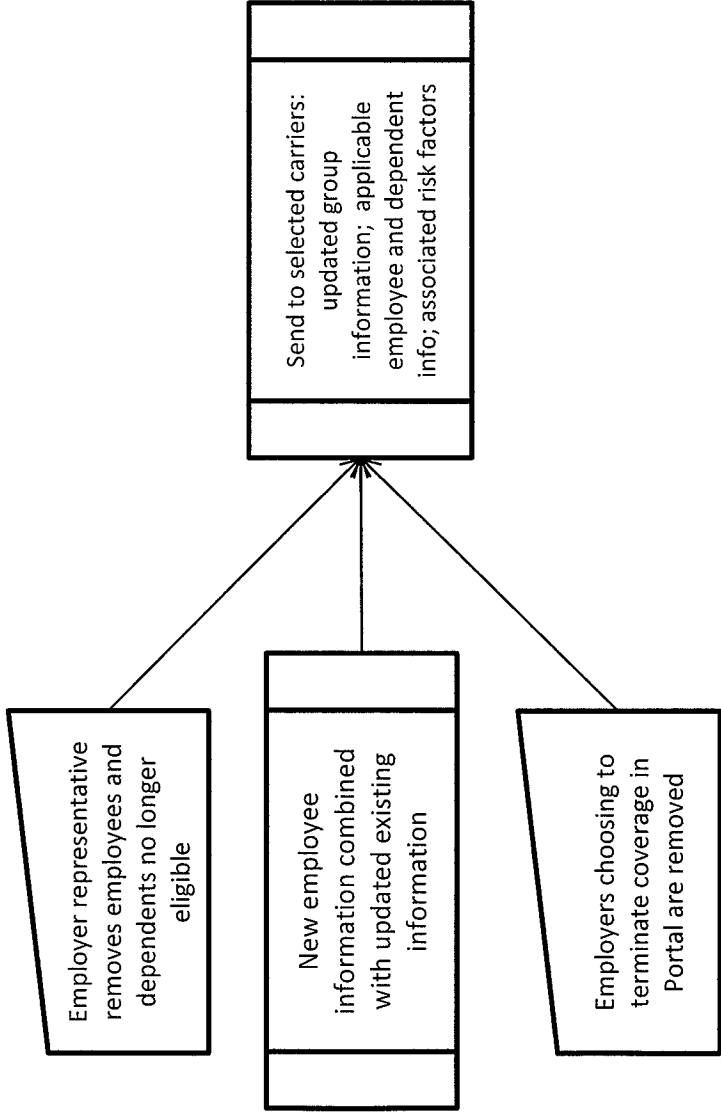 Employer representative
removes employees and
dependents no longer
eligible
New employee
information combined
with updated existing
information
Employers choosing to
terminate coverage in
Portal are removed
Send to selected carriers:
updated group
information; applicable
employee and dependent
info; associated risk factors